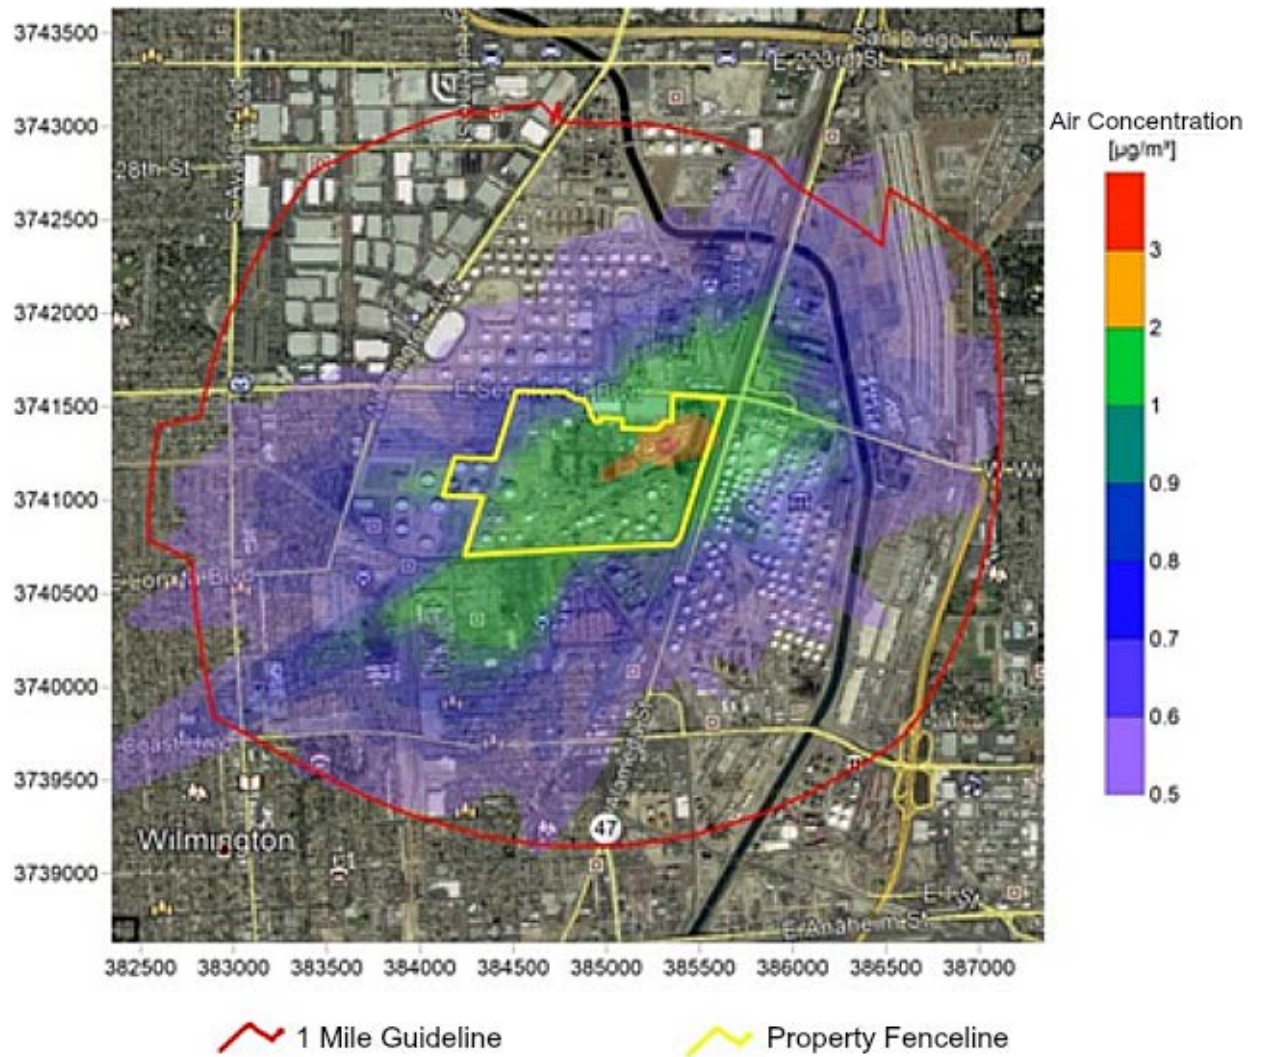 3743500
3743000
3742500
3742000
3741500
3741000
3740500
3740000
3739500
3739000
San Diego Fwy
E 223rd St
28th St
47
Wilmington
E Anaheim St
382500 383000 383500 384000 384500 385000 385500 386000 386500 387000
Air Concentration
[µg/m³]
3
2
1
0.9
0.8
0.7
0.6
0.5
1 Mile Guideline
Property Fenceline